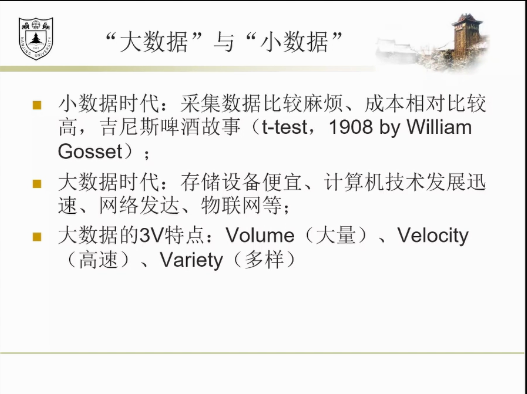 “大数据”与“小数据”
小数据时代：采集数据比较麻烦、成本相对比较
高，吉尼斯啤酒故事（t-test，1908 by William
Gosset）；
大数据时代：存储设备便宜、计算机技术发展迅
速、网络发达、物联网等；
大数据的3V特点：Volume（大量）、Velocity
（高速）、Variety（多样）